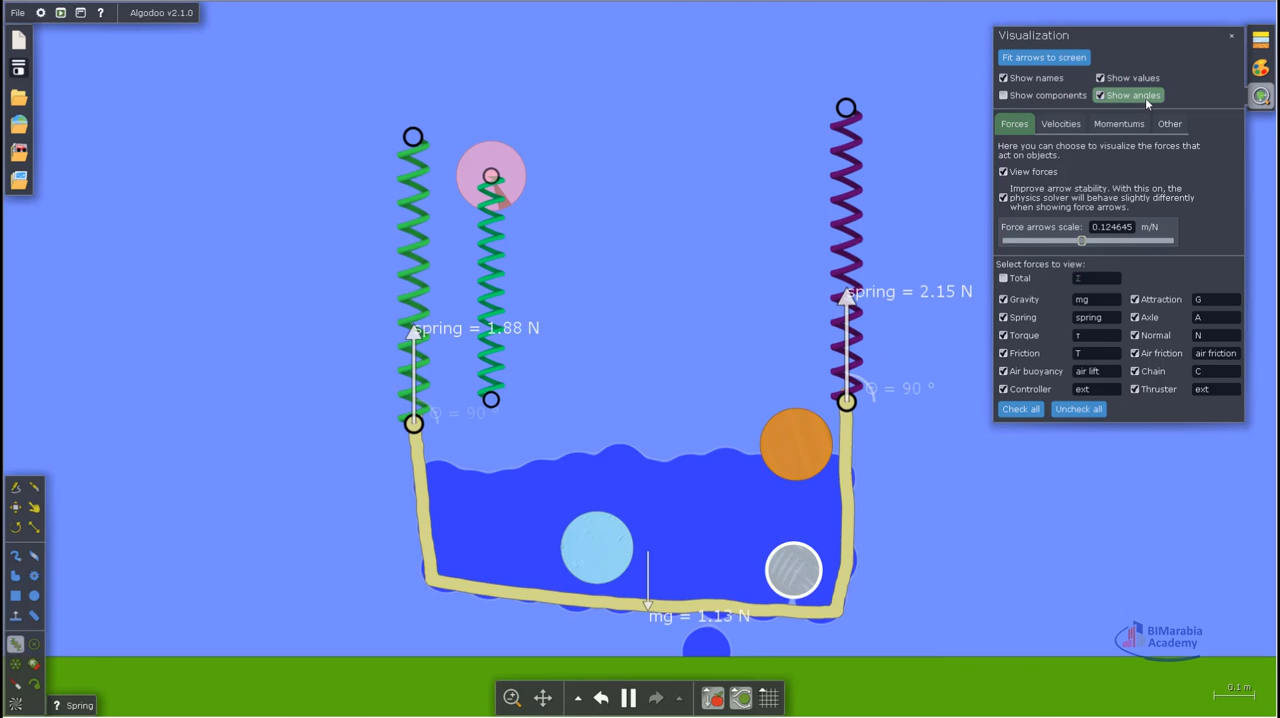 File
?
Algodoo v2.1.0
Visualization
×
Fit arrows to screen
Show names
Show values
Show components
Show angles
Forces
Velocities
Momentums
Other
Here you can choose to visualize the forces that
act on objects.
View forces
Improve arrow stability. With this on, the
physics solver will behave slightly differently
when showing force arrows.
Force arrows scale: 0.124645 m/N
Select forces to view:
Total Σ
Gravity mg
Attraction G
Spring spring
Axle A
Torque τ
Normal N
Friction T
Air friction air friction
Air buoyancy air lift
Chain C
Controller ext
Thruster ext
Check all
Uncheck all
spring = 2.15 N
spring = 1.88 N
= 90 °
= 90 °
mg = 1.13 N
BIMarabia
Academy
0.1 m
? Spring